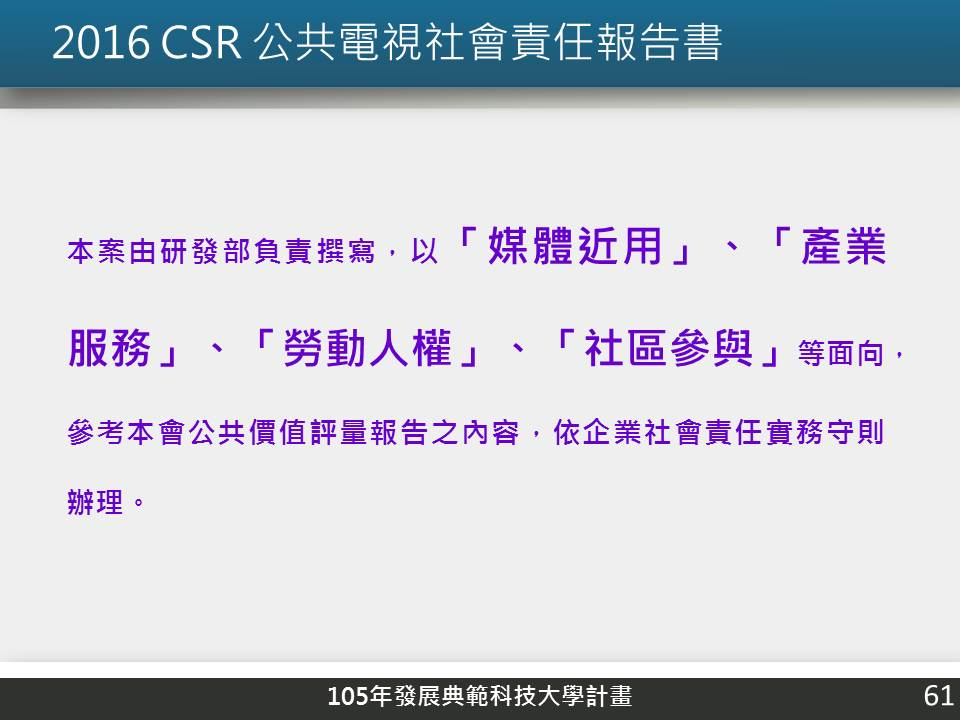 2016 CSR 公共電視社會責任報告書
本案由研發部負責撰寫，以「媒體近用」、「產業
服務」、「勞動人權」、「社區參與」等面向，
參考本會公共價值評量報告之內容，依企業社會責任實務守則
辦理。
105年發展典範科技大學計畫
61